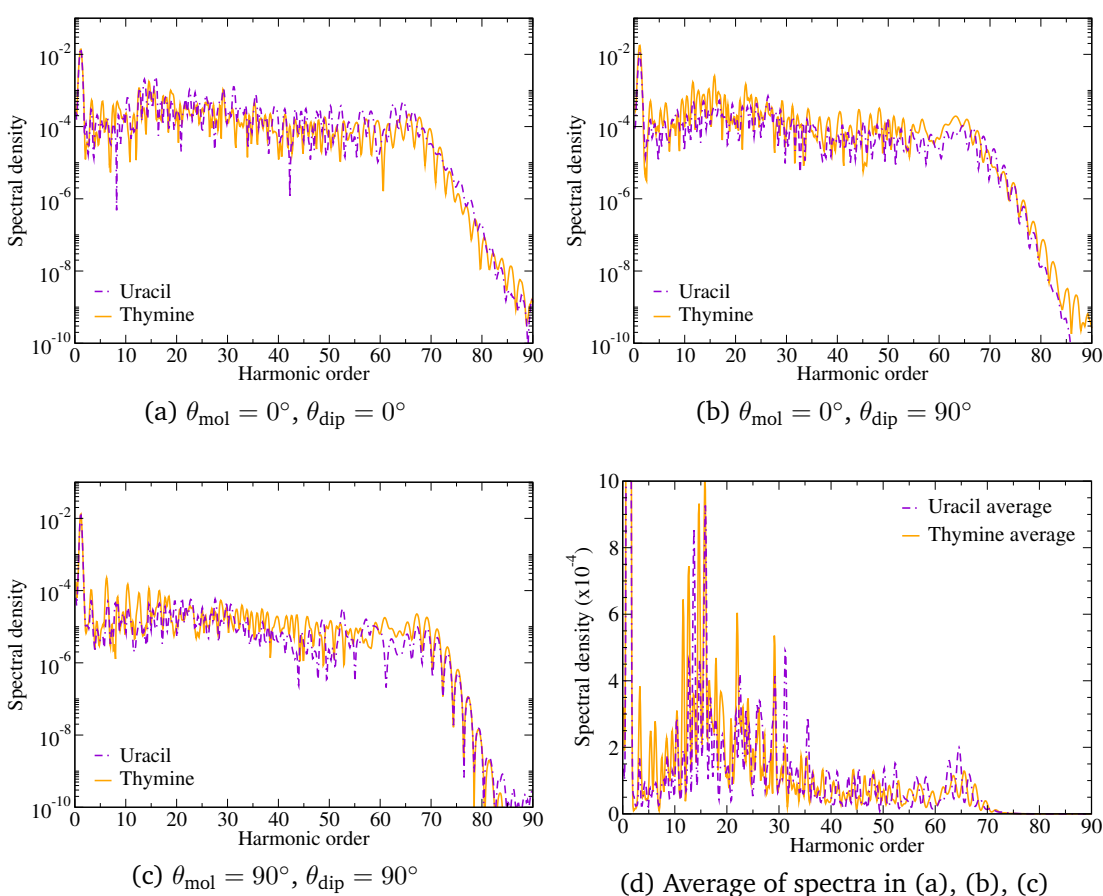 10^-2
10^-4
10^-6
10^-8
10^-10
Spectral density
Uracil
Thymine
0 10 20 30 40 50 60 70 80 90
Harmonic order
(a) θ_mol = 0°, θ_dip = 0°
10^-2
10^-4
10^-6
10^-8
10^-10
Spectral density
Uracil
Thymine
0 10 20 30 40 50 60 70 80 90
Harmonic order
(b) θ_mol = 0°, θ_dip = 90°
10^-2
10^-4
10^-6
10^-8
10^-10
Spectral density
Uracil
Thymine
0 10 20 30 40 50 60 70 80 90
Harmonic order
(c) θ_mol = 90°, θ_dip = 90°
10
8
6
4
2
0
Spectral density (x10^-4)
Uracil average
Thymine average
0 10 20 30 40 50 60 70 80 90
Harmonic order
(d) Average of spectra in (a), (b), (c)